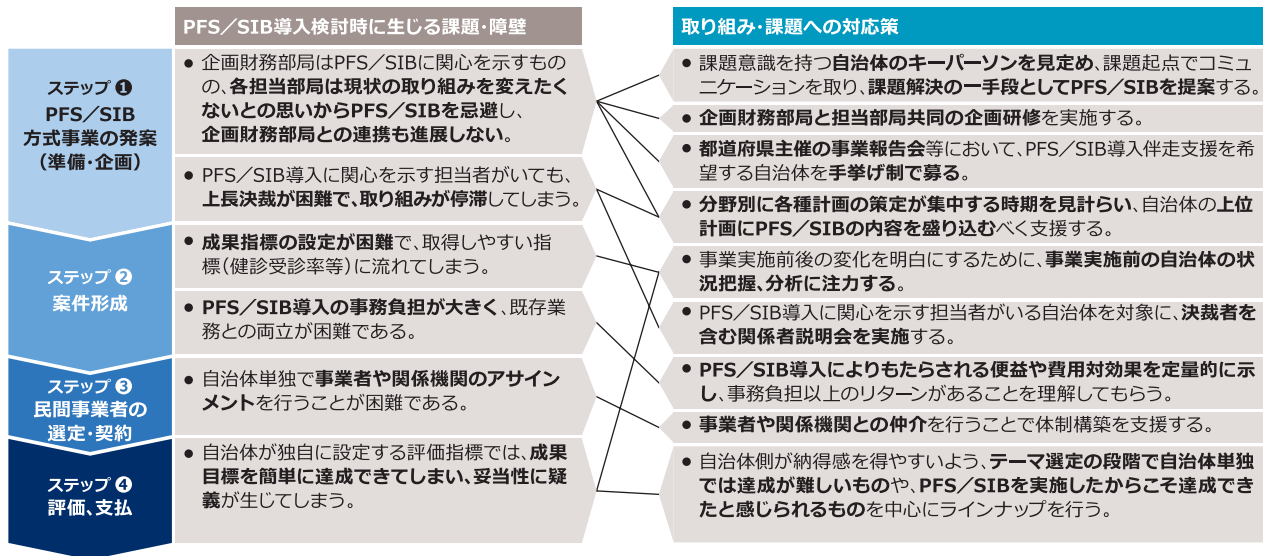 PFS／SIB導入検討時に生じる課題・障壁
取り組み・課題への対応策
ステップ❶
PFS／SIB
方式事業の発案
（準備・企画）
● 企画財務部局はPFS／SIBに関心を示すもの
の、各担当部局は現状の取り組みを変えたく
ないとの思いからPFS／SIBを忌避し、
企画財務部局との連携も進展しない。
● PFS／SIB導入に関心を示す担当者がいても、
上長決裁が困難で、取り組みが停滞してしまう。
ステップ❷
案件形成
● 成果指標の設定が困難で、取得しやすい指
標（健診受診率等）に流れてしまう。
● PFS／SIB導入の事務負担が大きく、既存業
務との両立が困難である。
ステップ❸
民間事業者の
選定・契約
● 自治体単独で事業者や関係機関のアサイン
メントを行うことが困難である。
ステップ❹
評価、支払
● 自治体が独自に設定する評価指標では、成果
目標を簡単に達成できてしまい、妥当性に疑
義が生じてしまう。
● 課題意識を持つ自治体のキーパーソンを見定め、課題起点でコミュ
ニケーションを取り、課題解決の一手段としてPFS／SIBを提案する。
● 企画財務部局と担当部局共同の企画研修を実施する。
● 都道府県主催の事業報告会等において、PFS／SIB導入伴走支援を希
望する自治体を手挙げ制で募る。
● 分野別に各種計画の策定が集中する時期を見計らい、自治体の上位
計画にPFS／SIBの内容を盛り込むべく支援する。
● 事業実施前後の変化を明白にするために、事業実施前の自治体の状
況把握、分析に注力する。
● PFS／SIB導入に関心を示す担当者がいる自治体を対象に、決裁者を
含む関係者説明会を実施する。
● PFS／SIB導入によりもたらされる便益や費用対効果を定量的に示
し、事務負担以上のリターンがあることを理解してもらう。
● 事業者や関係機関との仲介を行うことで体制構築を支援する。
● 自治体側が納得感を得やすいよう、テーマ選定の段階で自治体単独
では達成が難しいものや、PFS／SIBを実施したからこそ達成でき
たと感じられるものを中心にラインナップを行う。